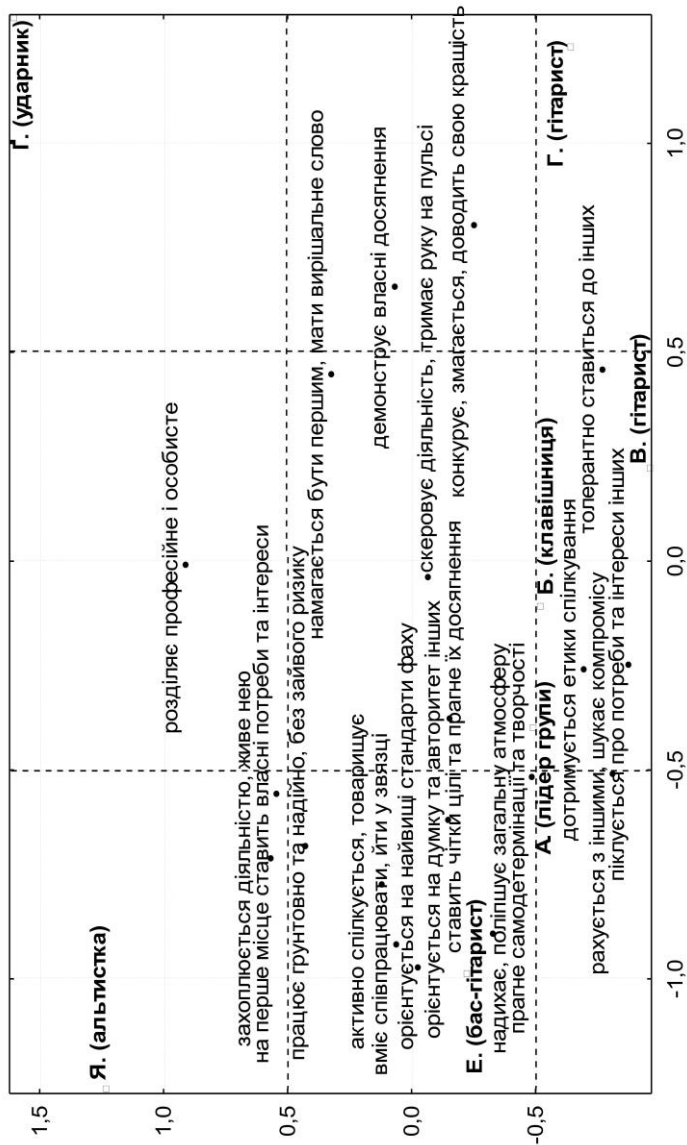 Ґ. (ударник)
Я. (альтистка)
розділяє професійне і особисте
захоплюється діяльністю, живе нею
на перше місце ставить власні потреби та інтереси
працює грунтовно та надійно, без зайвого ризику
намагається бути першим, мати вирішальне слово
активно спілкується, товарищує
вміє співпрацювати, йти у звязці
демонструє власні досягнення
орієнтується на найвищі стандарти фаху
скеровує діяльність, тримає руку на пульсі
орієнтується на думку та авторитет інших
ставить чіткі цілі та прагне їх досягнення
конкурує, змагається, доводить свою кращість
Е. (бас-гітарист)
надихає, поліпшує загальну атмосферу
прагне самодетермінації та творчості
А. (лідер групи)
Б. (клавішниця)
Г. (гітарист)
дотримується етики спілкування
толерантно ставиться до інших
рахується з іншими, шукає компромісу
піклується про потреби та інтереси інших
В. (гітарист)
1,5
1,0
0,5
0,0
-0,5
-1,0
-0,5
0,0
0,5
1,0